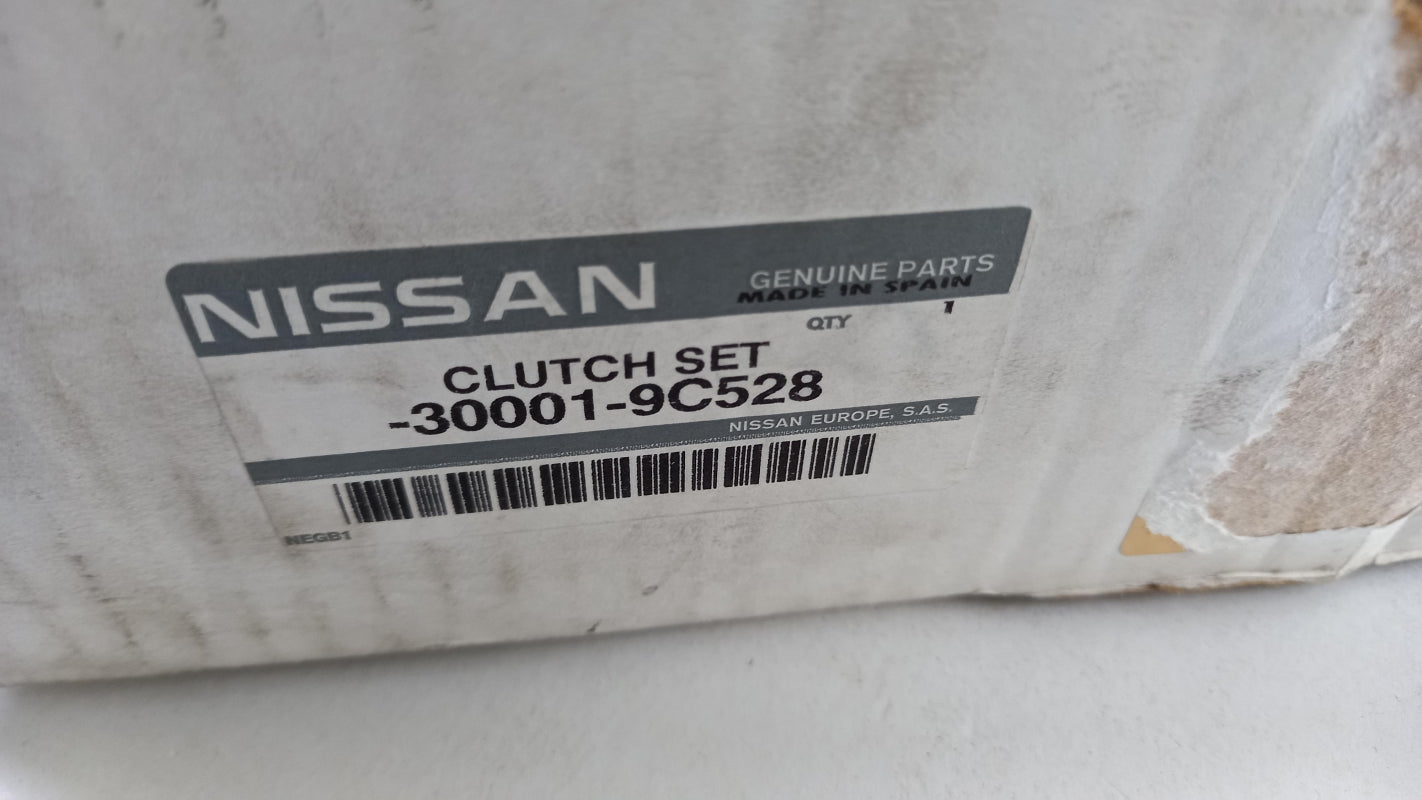 NISSAN
GENUINE PARTS
MADE IN SPAIN
QTY 1
CLUTCH SET
-30001-9C528
NISSAN EUROPE, S.A.S.
NEGB1